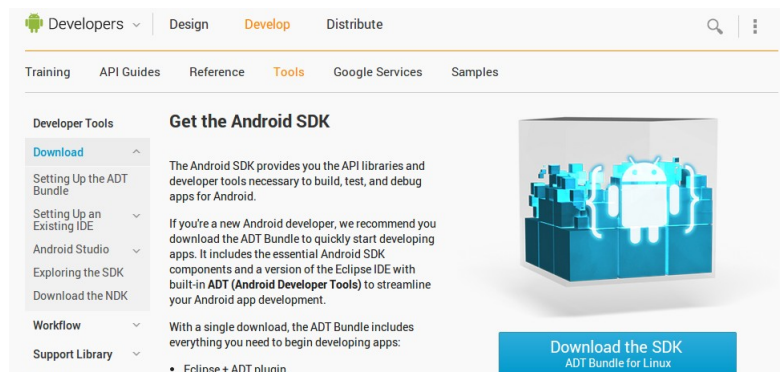 Developers
Design
Develop
Distribute
Training
API Guides
Reference
Tools
Google Services
Samples
Developer Tools
Download
Setting Up the ADT
Bundle
Setting Up an
Existing IDE
Android Studio
Exploring the SDK
Download the NDK
Workflow
Support Library
Get the Android SDK
The Android SDK provides you the API libraries and
developer tools necessary to build, test, and debug
apps for Android.
If you're a new Android developer, we recommend you
download the ADT Bundle to quickly start developing
apps. It includes the essential Android SDK
components and a version of the Eclipse IDE with
built-in ADT (Android Developer Tools) to streamline
your Android app development.
With a single download, the ADT Bundle includes
everything you need to begin developing apps:
• Eclipse + ADT plugin
{ }
Download the SDK
ADT Bundle for Linux